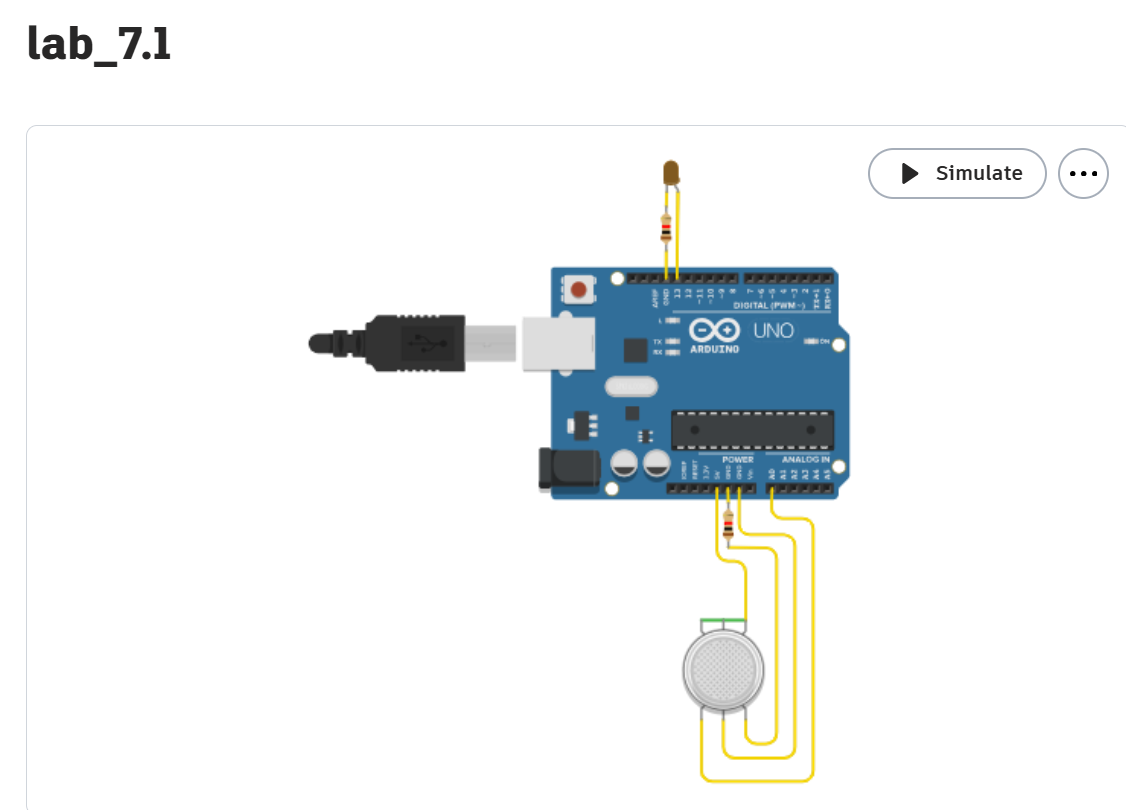 lab_7.1
Simulate
AREF
GND
13
12
~11
~10
~9
8
7
~6
~5
4
~3
2
TX→1
RX←0
DIGITAL (PWM~)
L
TX
RX
UNO
ARDUINO
ON
POWER
ANALOG IN
IOREF
RESET
3.3V
5V
GND
GND
Vin
A0
A1
A2
A3
A4
A5